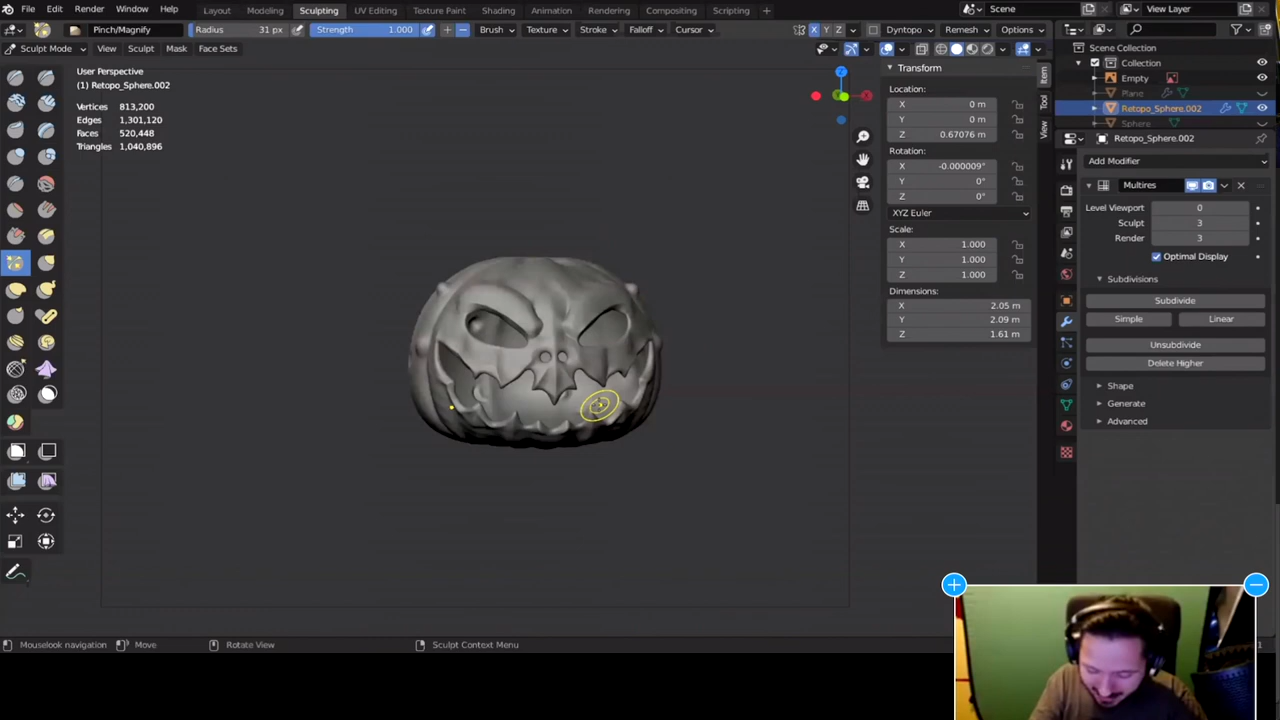 File Edit Render Window Help Layout Modeling Sculpting UV Editing Texture Paint Shading Animation Rendering Compositing Scripting + Scene View Layer
Pinch/Magnify Radius 31 px Strength 1.000 Brush Texture Stroke Falloff Cursor X Y Z Dyntopo Remesh Options
Sculpt Mode View Sculpt Mask Face Sets
User Perspective
(1) Retopo_Sphere.002
Vertices 813,200
Edges 1,301,120
Faces 520,448
Triangles 1,040,896
Z
X
Transform
Location:
X 0 m
Y 0 m
Z 0.67076 m
Rotation:
X -0.000009°
Y 0°
Z 0°
XYZ Euler
Scale:
X 1.000
Y 1.000
Z 1.000
Dimensions:
X 2.05 m
Y 2.09 m
Z 1.61 m
Item
Tool
View
Scene Collection
Collection
Empty
Plane
Retopo_Sphere.002
Sphere
Retopo_Sphere.002
Add Modifier
Multires
Level Viewport 0
Sculpt 3
Render 3
Optimal Display
Subdivisions
Subdivide
Simple Linear
Unsubdivide
Delete Higher
Shape
Generate
Advanced
Mouselook navigation Move Rotate View Sculpt Context Menu